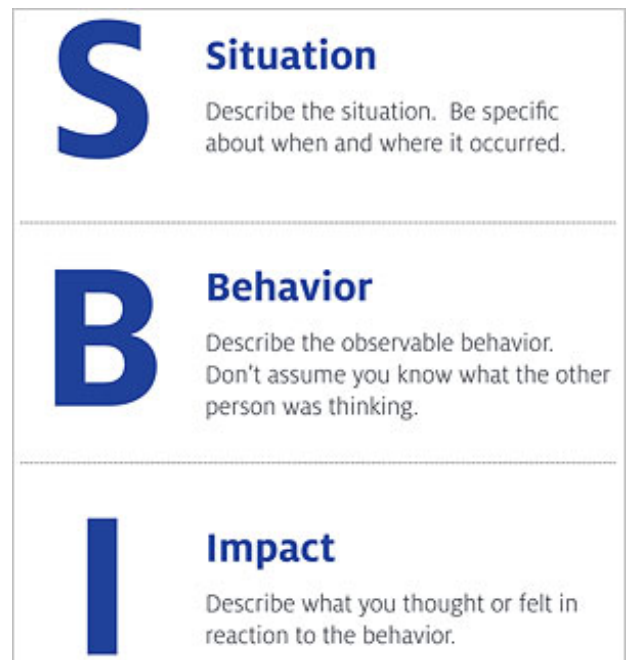 S
Situation
Describe the situation.  Be specific
about when and where it occurred.
B
Behavior
Describe the observable behavior.
Don't assume you know what the other
person was thinking.
I
Impact
Describe what you thought or felt in
reaction to the behavior.